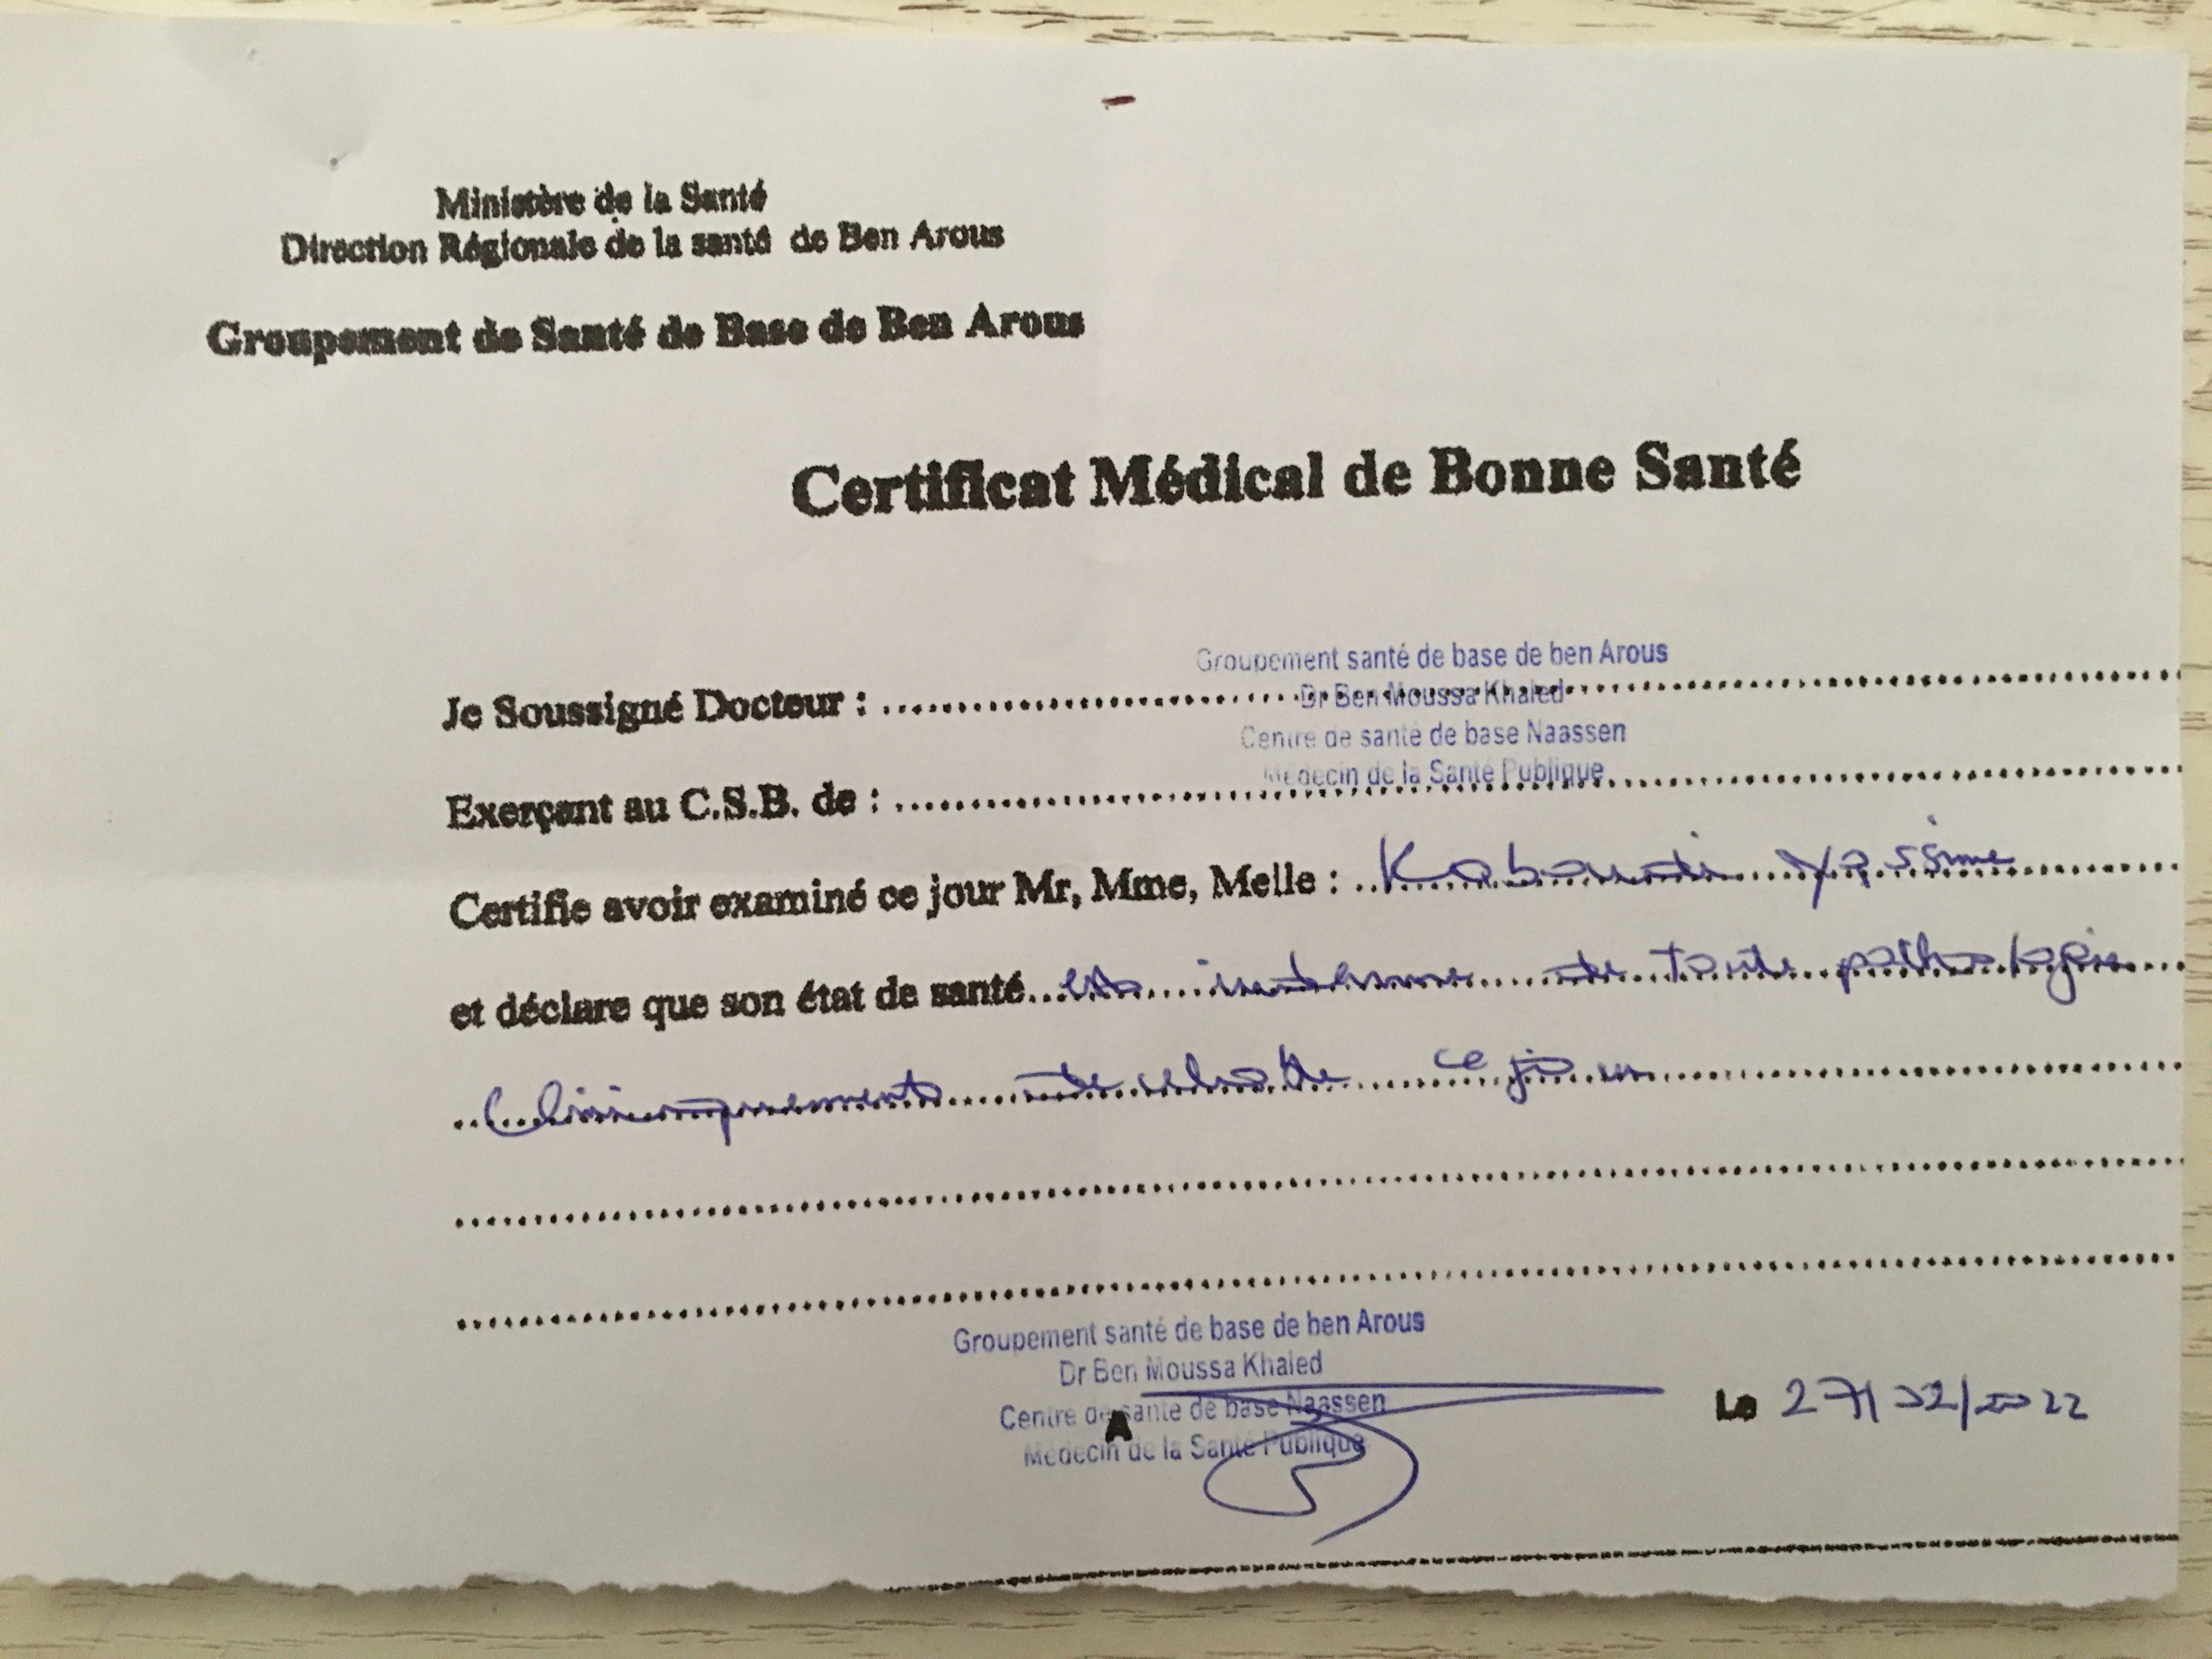 Ministère de la Santé
Direction Régionale de la santé de Ben Arous
Groupement de Santé de Base de Ben Arous
Certificat Médical de Bonne Santé
Groupement santé de base de ben Arous
Je Soussigné Docteur : Dr Ben Moussa Khaled
Centre de santé de base Naassen
Médecin de la Santé Publique
Exerçant au C.S.B. de :
Certifie avoir examiné ce jour Mr, Mme, Melle : Yassine
et déclare que son état de santé est indemne de toute pathologie
Cliniquement décelable ce jour
Groupement santé de base de ben Arous
Dr Ben Moussa Khaled
Centre de santé de base Naassen
A
Médecin de la Santé Publique
Le 27/02/2022